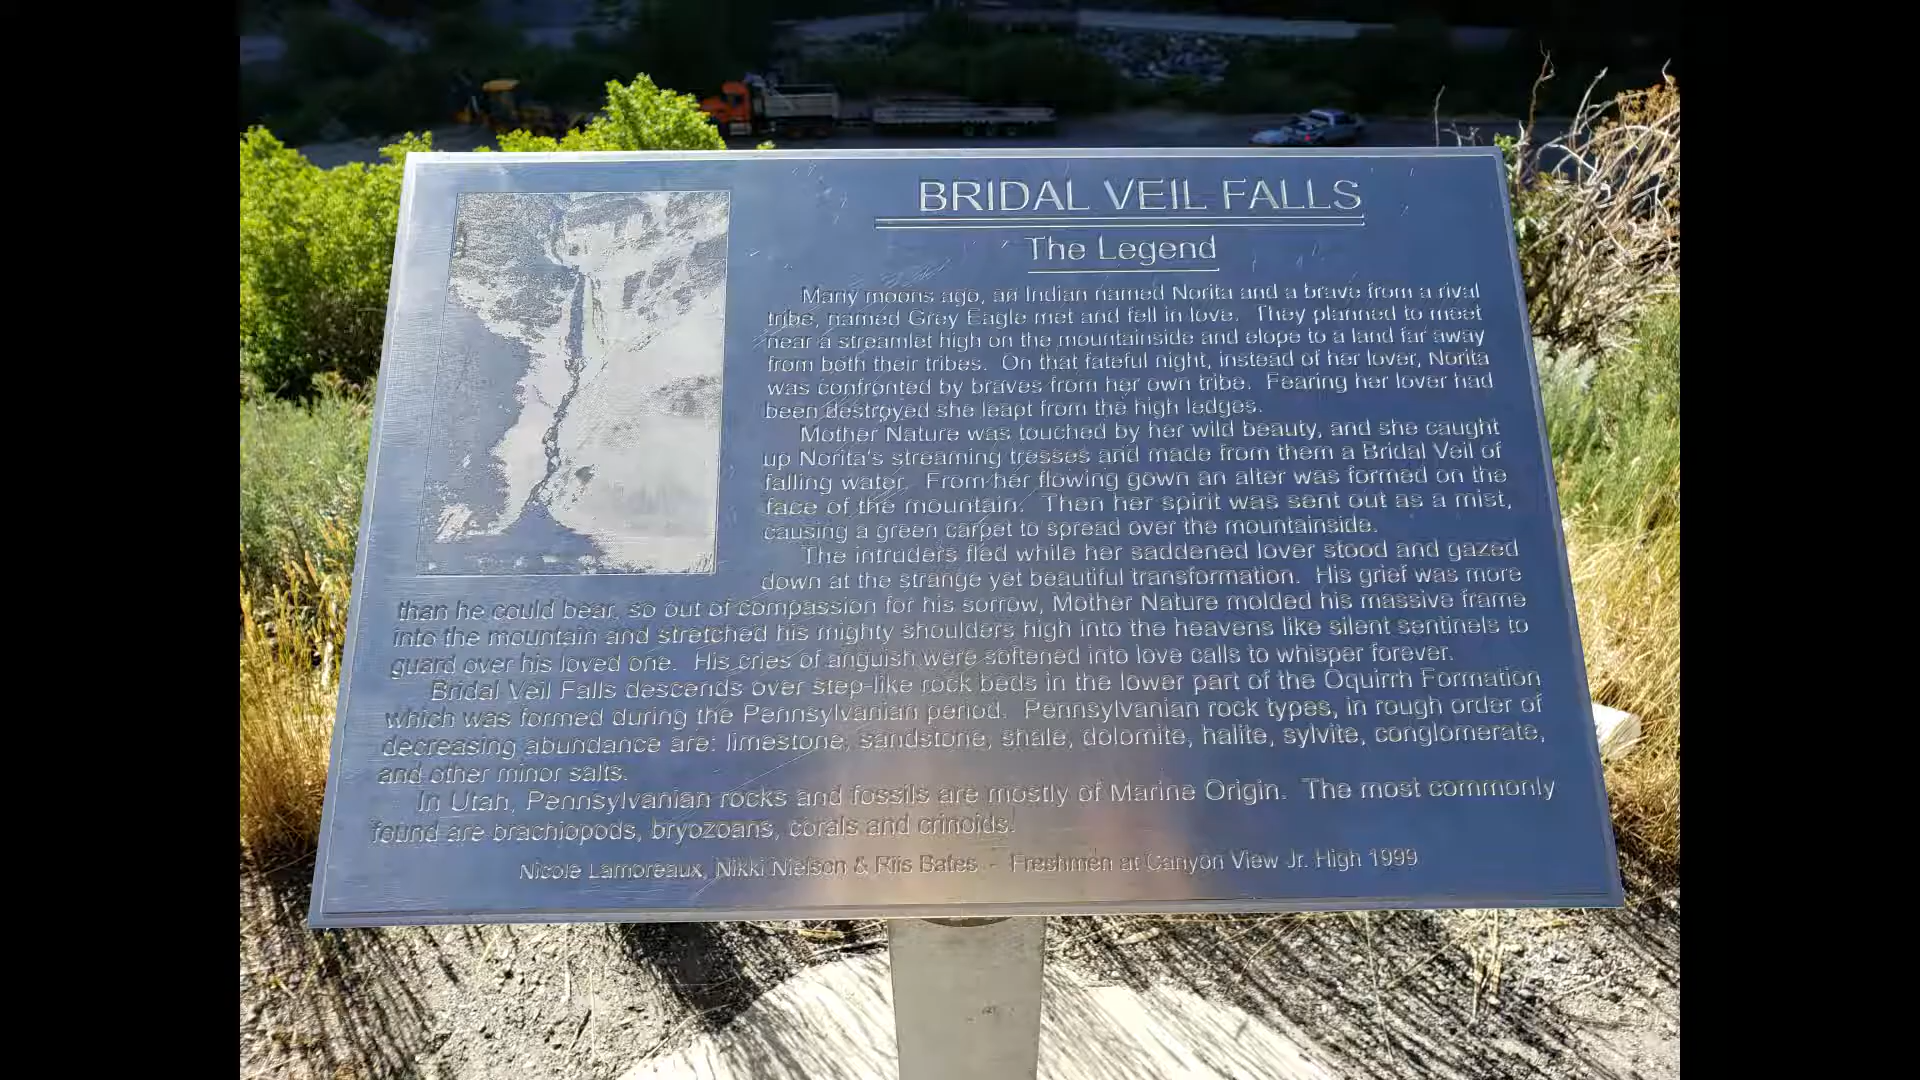 BRIDAL VEIL FALLS
The Legend
Many moons ago, an Indian named Norita and a brave from a rival
tribe, named Grey Eagle met and fell in love. They planned to meet
near a streamlet high on the mountainside and elope to a land far away
from both their tribes. On that fateful night, instead of her lover, Norita
was confronted by braves from her own tribe. Fearing her lover had
been destroyed she leapt from the high ledges.
Mother Nature was touched by her wild beauty, and she caught
up Norita's streaming tresses and made from them a Bridal Veil of
falling water. From her flowing gown an alter was formed on the
face of the mountain. Then her spirit was sent out as a mist,
causing a green carpet to spread over the mountainside.
The intruders fled while her saddened lover stood and gazed
down at the strange yet beautiful transformation. His grief was more
than he could bear, so out of compassion for his sorrow, Mother Nature molded his massive frame
into the mountain and stretched his mighty shoulders high into the heavens like silent sentinels to
guard over his loved one. His cries of anguish were softened into love calls to whisper forever.
Bridal Veil Falls descends over step-like rock beds in the lower part of the Oquirrh Formation
which was formed during the Pennsylvanian period. Pennsylvanian rock types, in rough order of
decreasing abundance are: limestone, sandstone, shale, dolomite, halite, sylvite, conglomerate,
and other minor salts.
In Utah, Pennsylvanian rocks and fossils are mostly of Marine Origin. The most commonly
found are brachiopods, bryozoans, corals and crinoids.
Nicole Lamoreaux, Nikki Nielson & Riis Bates - Freshmen at Canyon View Jr. High 1999